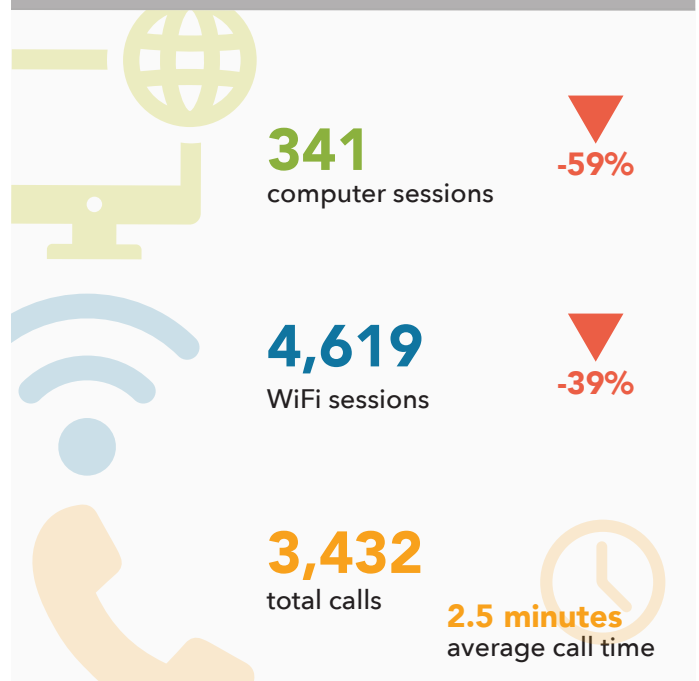 341
computer sessions
-59%
4,619
WiFi sessions
-39%
3,432
total calls
2.5 minutes
average call time